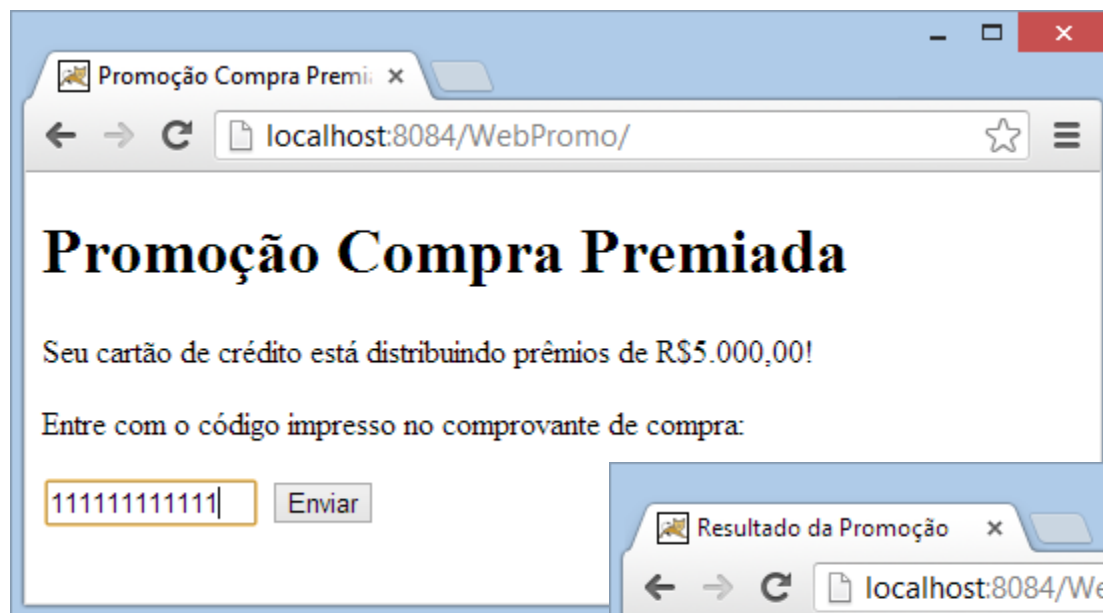 Promoção Compra Premi
localhost:8084/WebPromo/
Promoção Compra Premiada
Seu cartão de crédito está distribuindo prêmios de R$5.000,00!
Entre com o código impresso no comprovante de compra:
111111111111 Enviar
Resultado da Promoção
localhost:8084/We